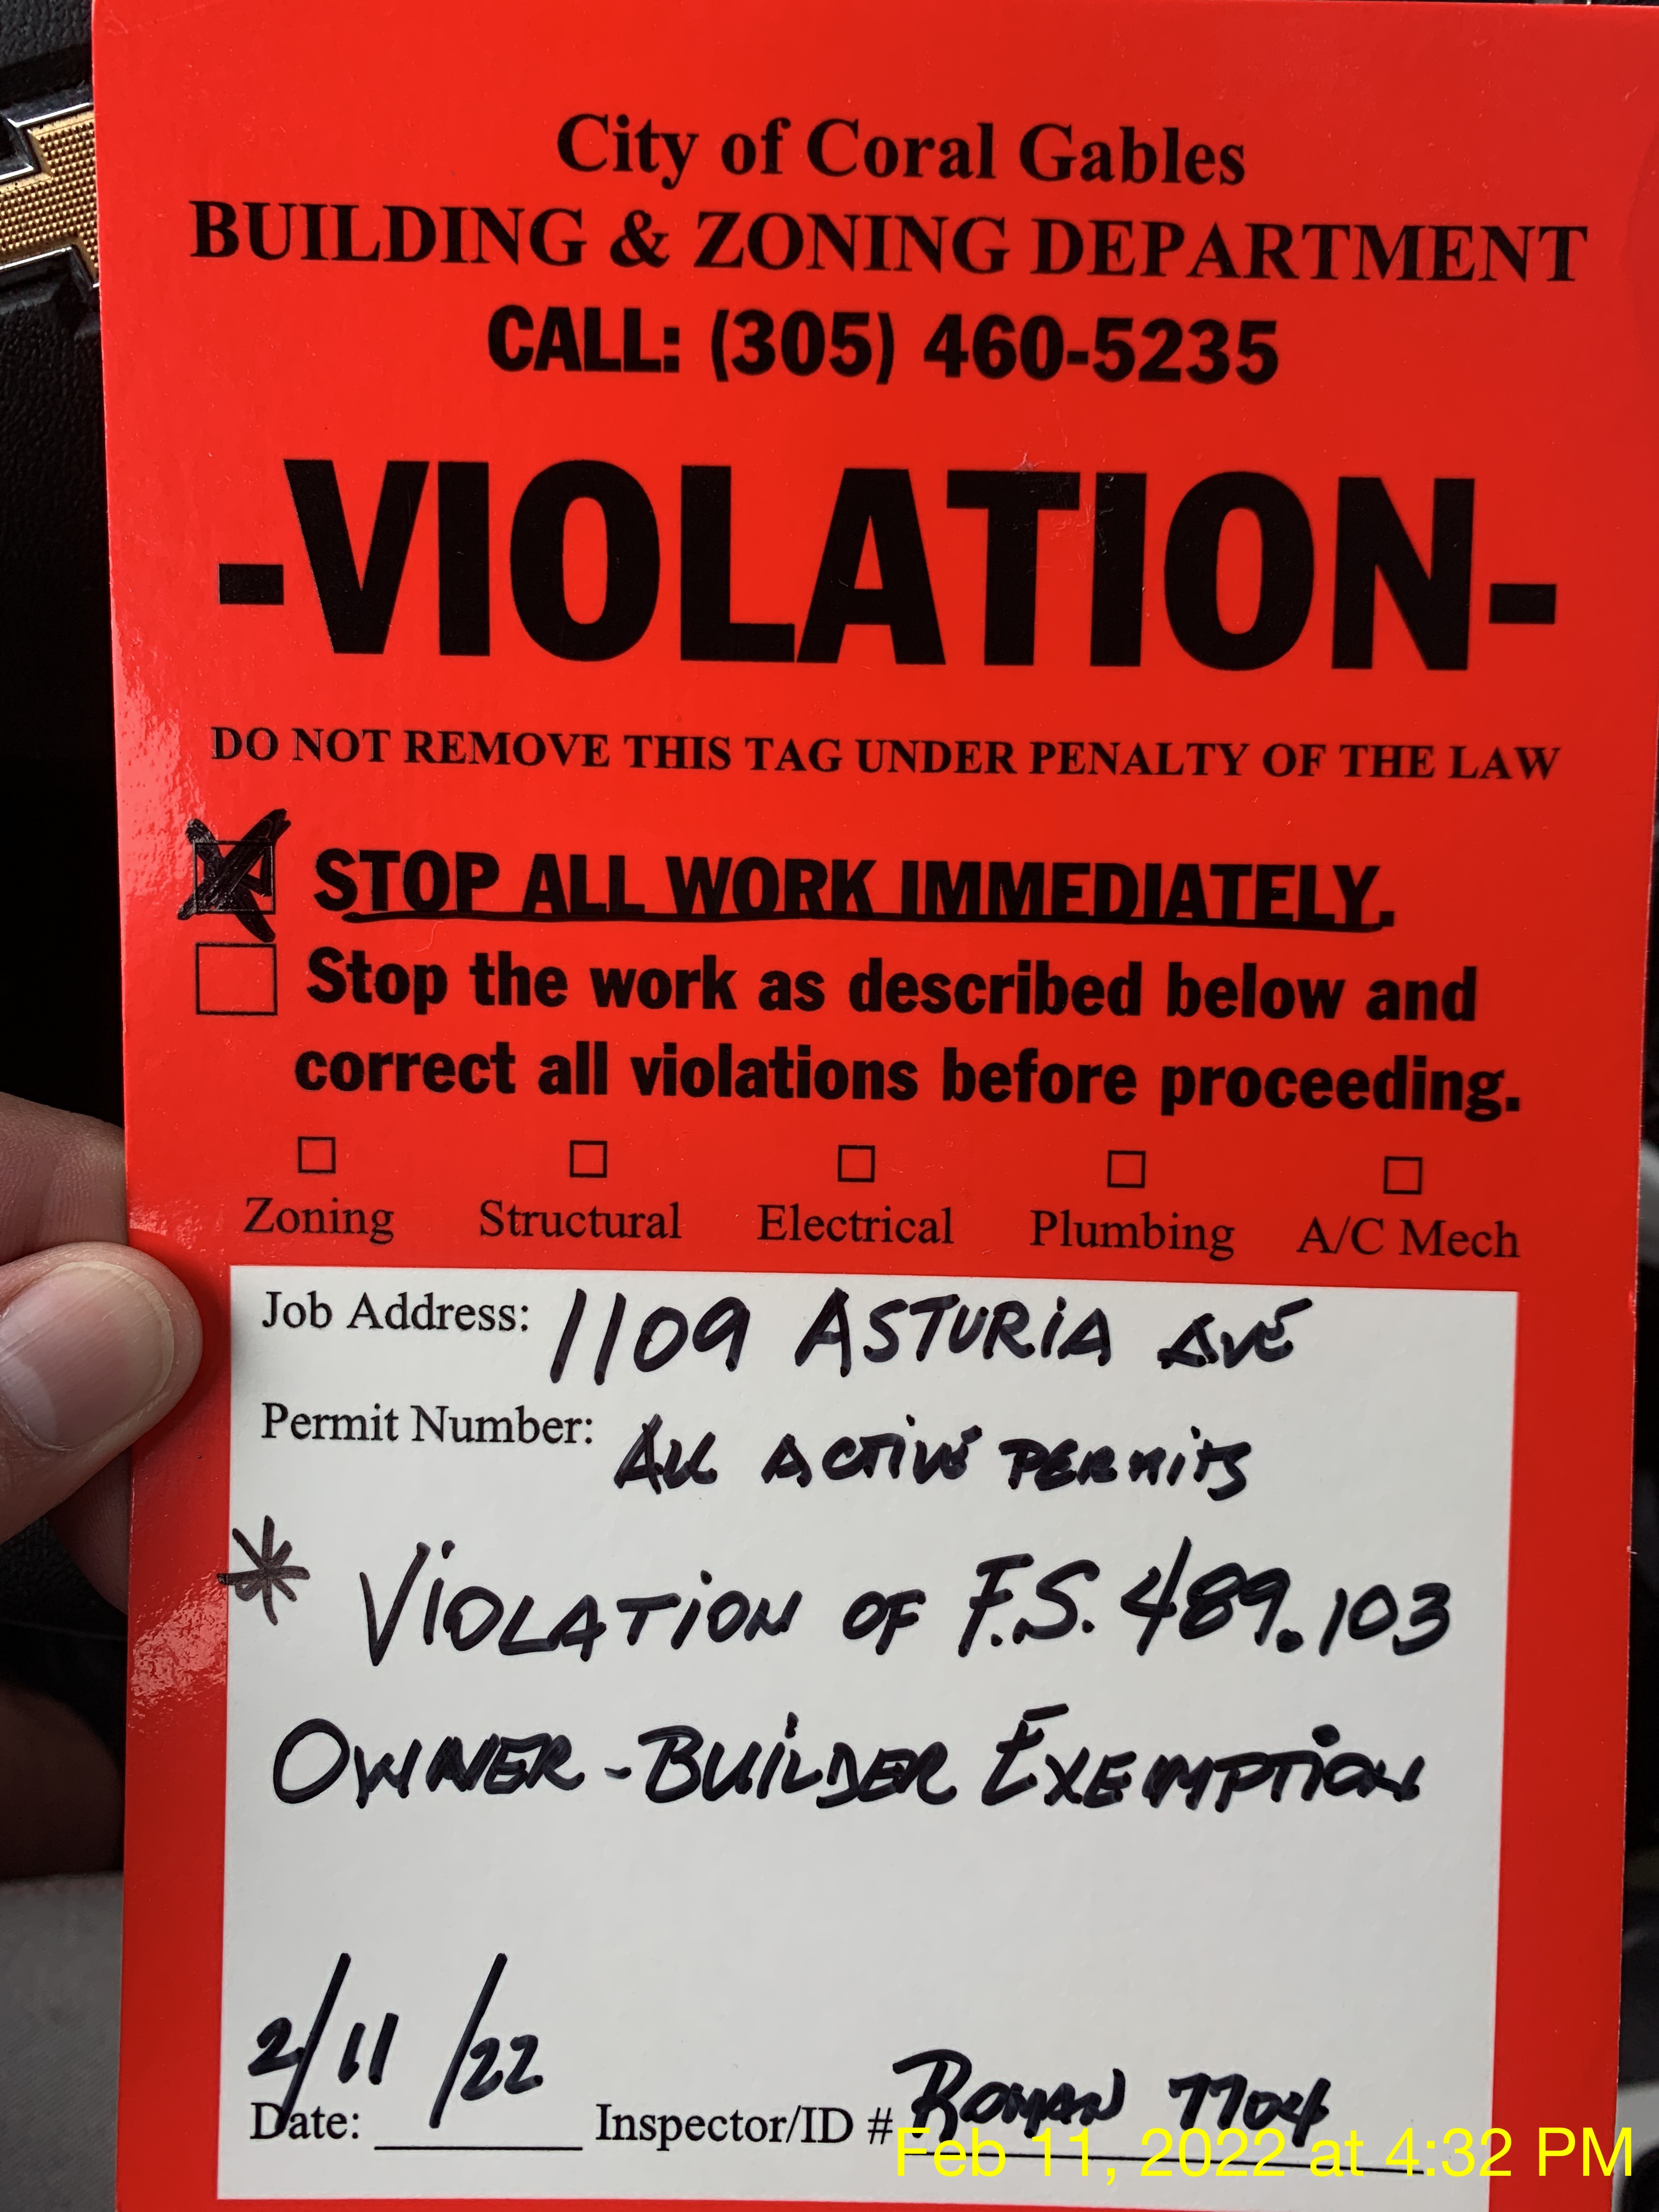 City of Coral Gables
BUILDING & ZONING DEPARTMENT
CALL: (305) 460-5235
-VIOLATION-
DO NOT REMOVE THIS TAG UNDER PENALTY OF THE LAW
STOP ALL WORK IMMEDIATELY.
Stop the work as described below and
correct all violations before proceeding.
Zoning Structural Electrical Plumbing A/C Mech
Job Address: 1109 ASTURIA AVE
Permit Number: All ACTIVE PERMITS
* VIOLATION OF F.S. 489.103
OWNER-BUILDER EXEMPTION
Date: 2/11/22 Inspector/ID # ROMAN 7704
Feb 11, 2022 at 4:32 PM